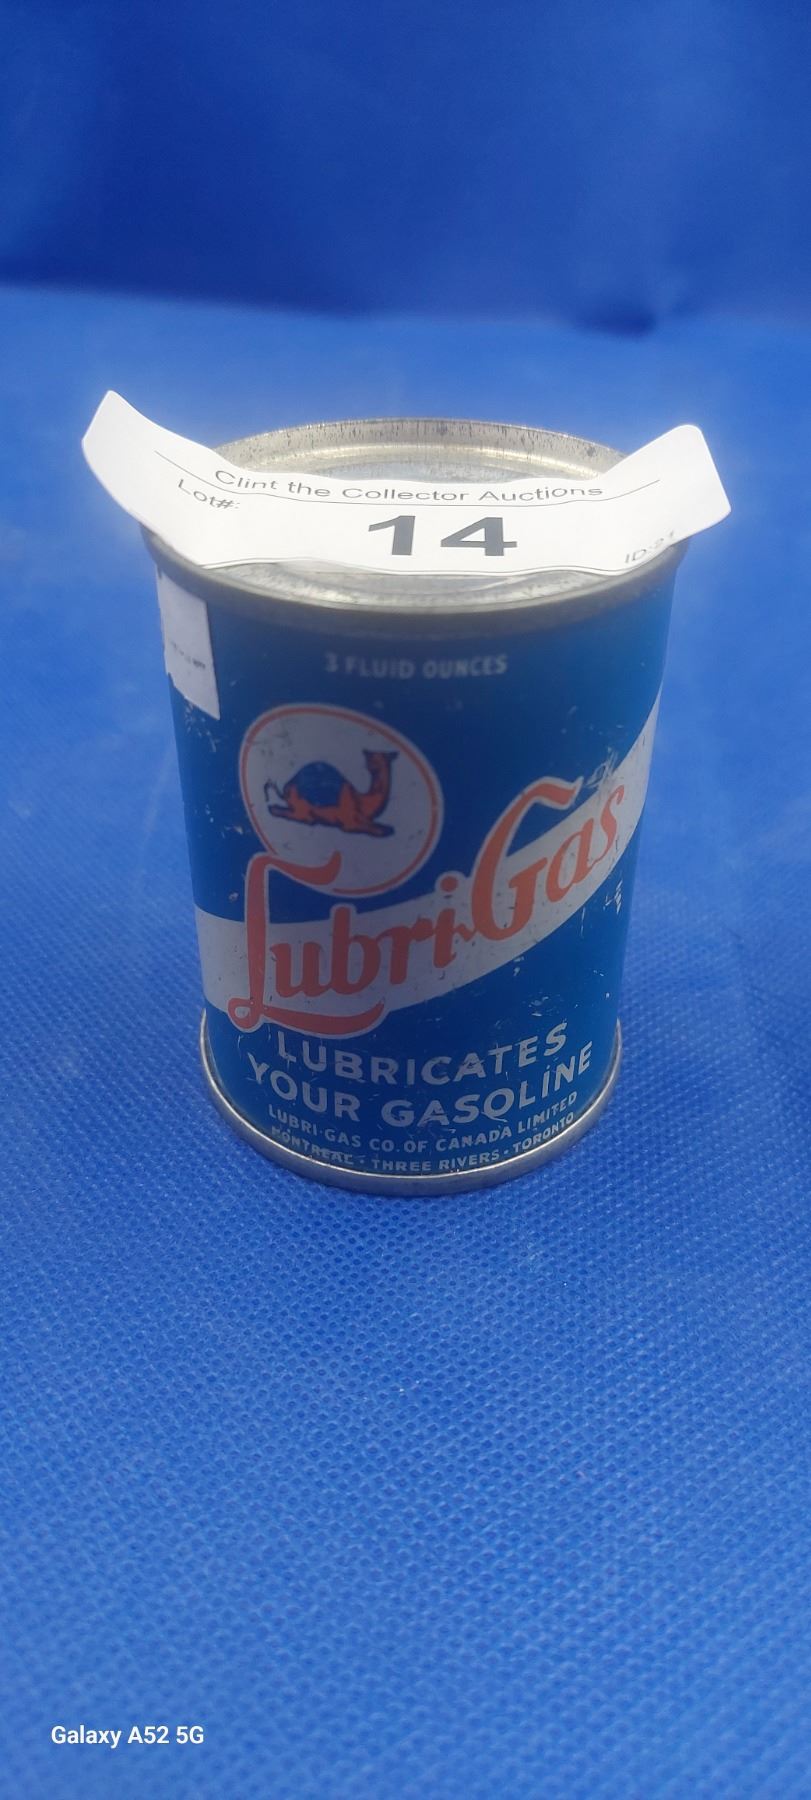 Clint the Collector Auctions
Lot#:
14
3 FLUID OUNCES
Lubri-Gas
LUBRICATES
YOUR GASOLINE
LUBRI-GAS CO. OF CANADA LIMITED
MONTREAL · THREE RIVERS · TORONTO
Galaxy A52 5G